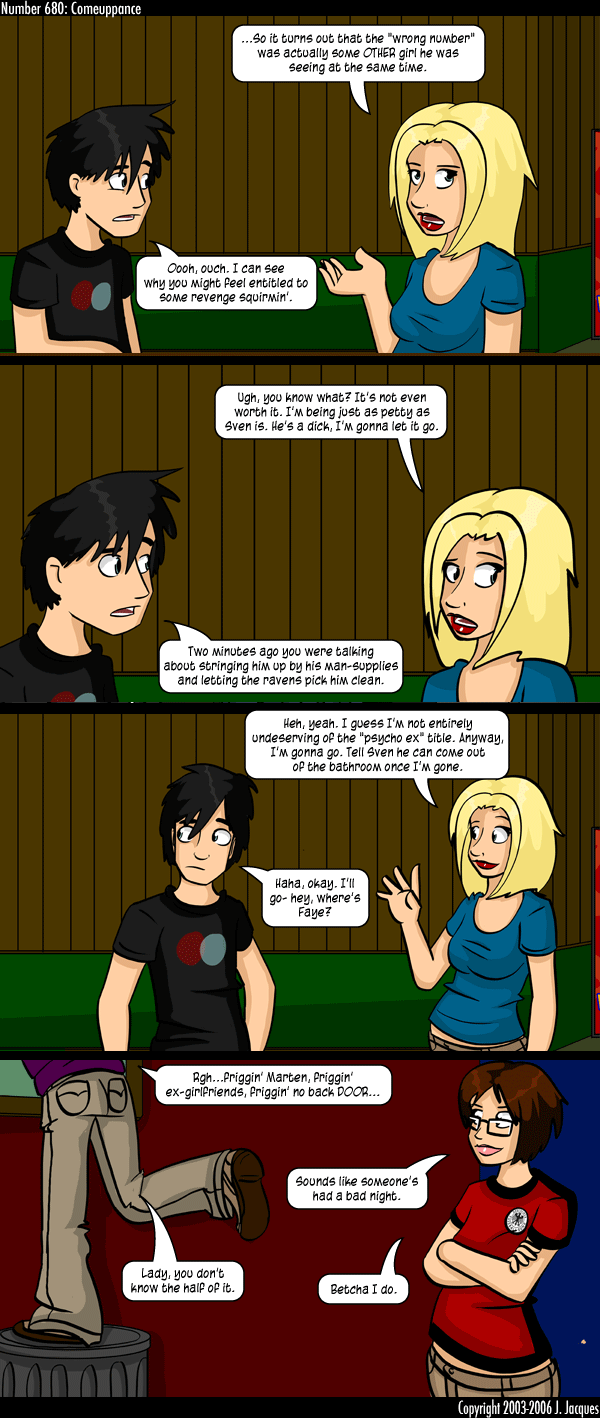 Number 680: Comeuppance
...So it turns out that the "wrong number"
was actually some OTHER girl he was
seeing at the same time.
Oooh, ouch. I can see
why you might feel entitled to
some revenge squirmin'.
Ugh, you know what? It's not even
worth it. I'm being just as petty as
Sven is. He's a dick, I'm gonna let it go.
Two minutes ago you were talking
about stringing him up by his man-supplies
and letting the ravens pick him clean.
Heh, yeah. I guess I'm not entirely
undeserving of the "psycho ex" title. Anyway,
I'm gonna go. Tell Sven he can come out
of the bathroom once I'm gone.
Haha, okay. I'll
go- hey, where's
Faye?
Rgh...friggin' Marten, friggin'
ex-girlfriends, friggin' no back DOOR...
Sounds like someone's
had a bad night.
Lady, you don't
know the half of it.
Betcha I do.
Copyright 2003-2006 J. Jacques